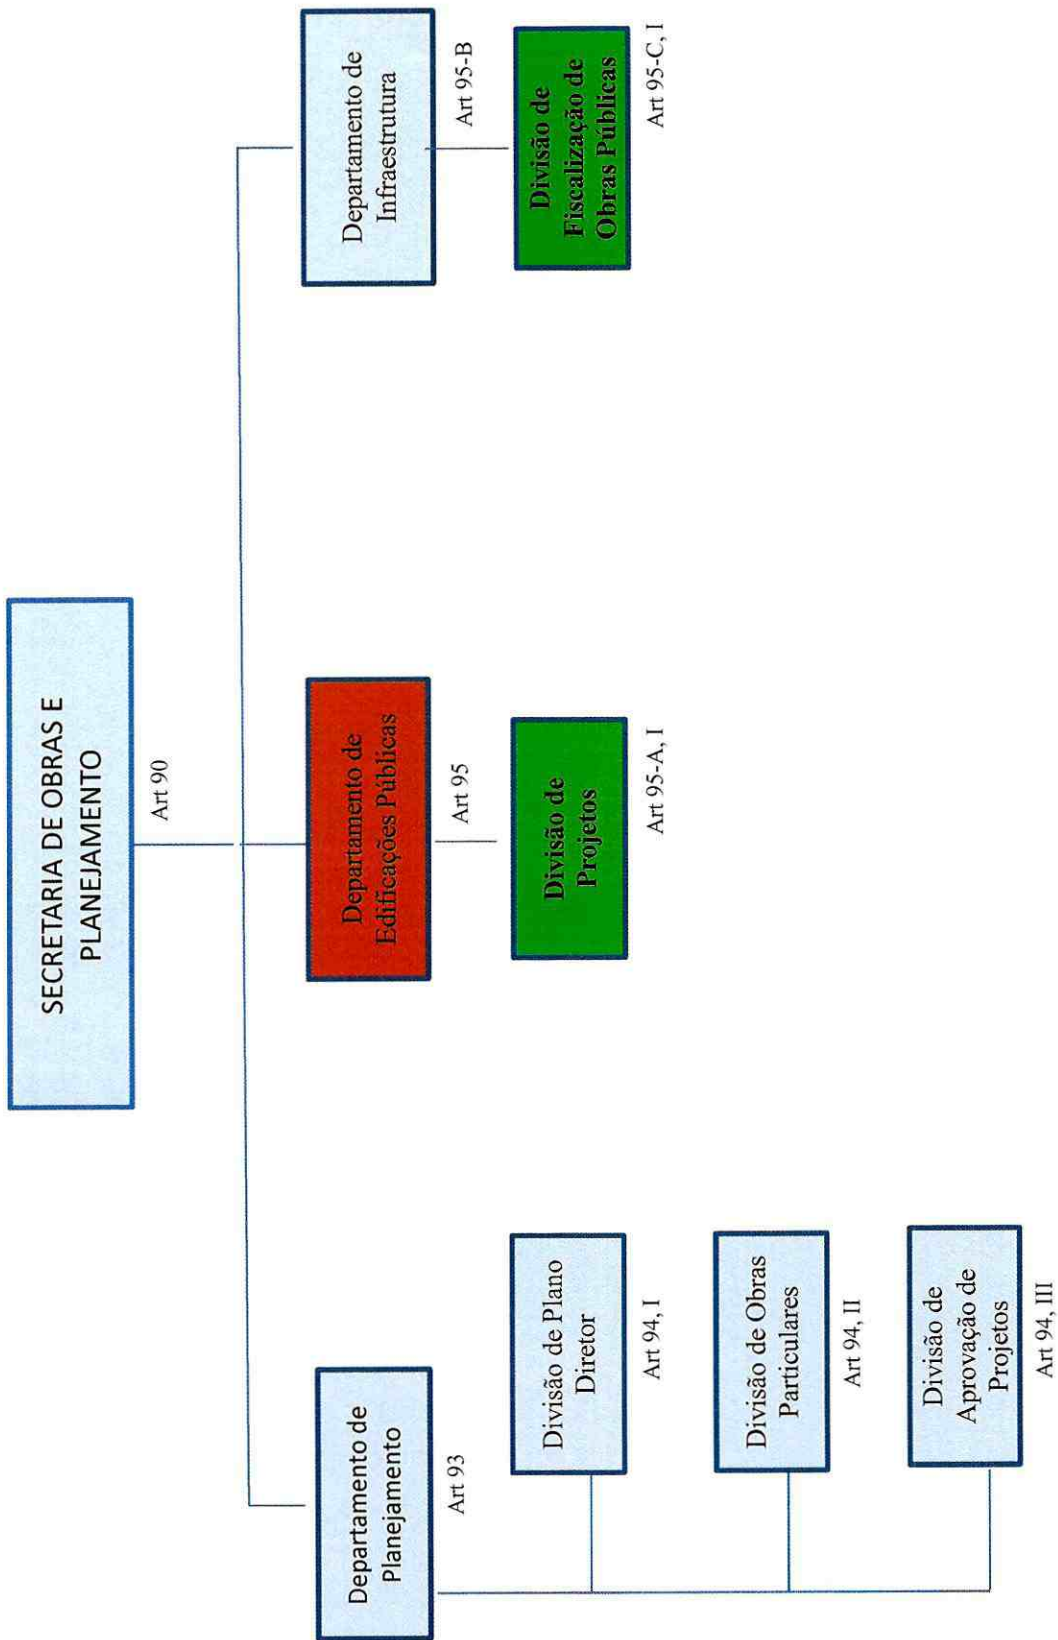 SECRETARIA DE OBRAS E
PLANEJAMENTO
Art 90
Departamento de
Planejamento
Art 93
Divisão de Plano
Diretor
Art 94, I
Divisão de Obras
Particulares
Art 94, II
Divisão de
Aprovação de
Projetos
Art 94, III
Departamento de
Edificações Públicas
Art 95
Divisão de
Projetos
Art 95-A, I
Departamento de
Infraestrutura
Art 95-B
Divisão de
Fiscalização de
Obras Públicas
Art 95-C, I